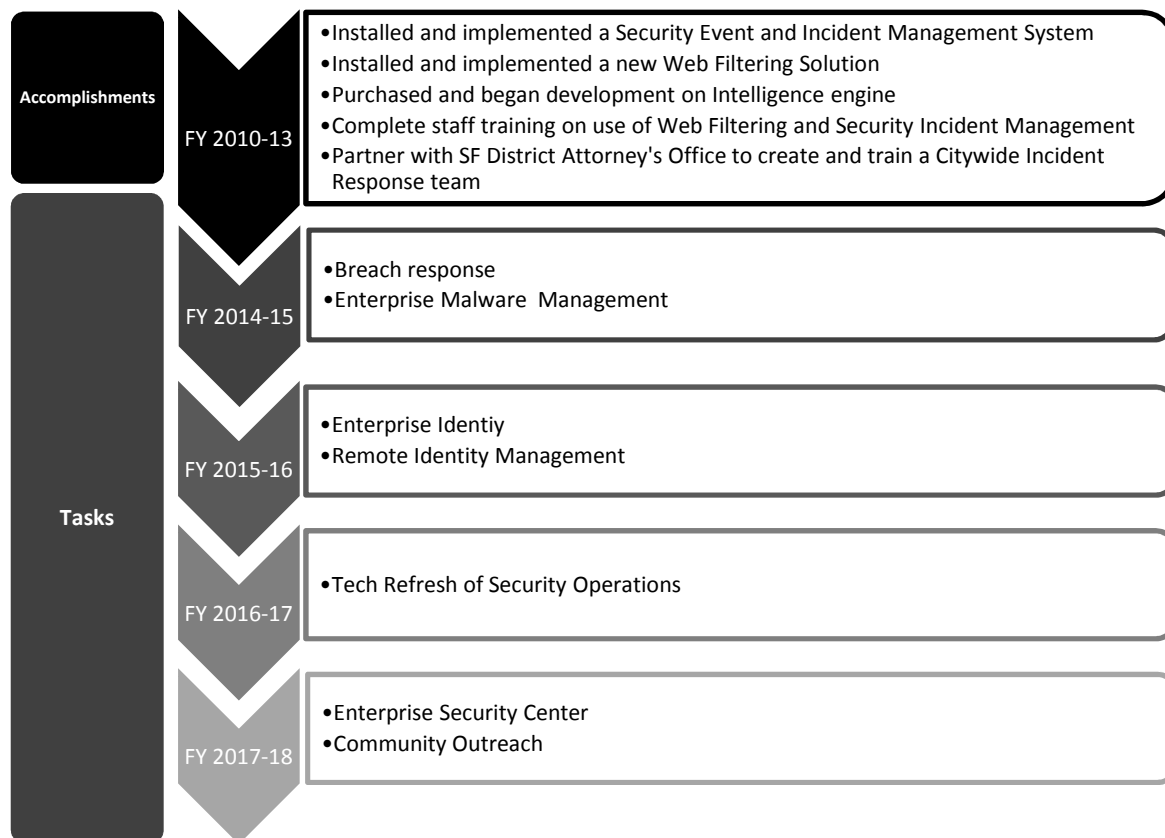 Accomplishments
FY 2010-13
•Installed and implemented a Security Event and Incident Management System
•Installed and implemented a new Web Filtering Solution
•Purchased and began development on Intelligence engine
•Complete staff training on use of Web Filtering and Security Incident Management
•Partner with SF District Attorney's Office to create and train a Citywide Incident
Response team
Tasks
FY 2014-15
•Breach response
•Enterprise Malware Management
FY 2015-16
•Enterprise Identiy
•Remote Identity Management
FY 2016-17
•Tech Refresh of Security Operations
FY 2017-18
•Enterprise Security Center
•Community Outreach